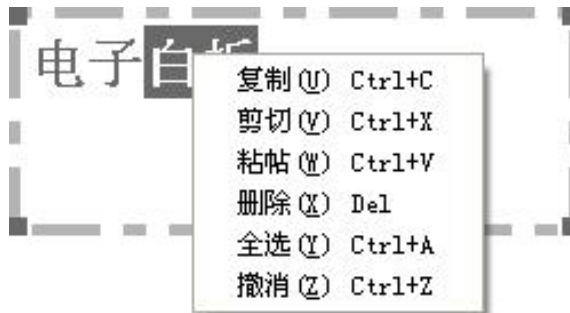 电子白板
复制(U) Ctrl+C
剪切(V) Ctrl+X
粘帖(W) Ctrl+V
删除(X) Del
全选(Y) Ctrl+A
撤消(Z) Ctrl+Z